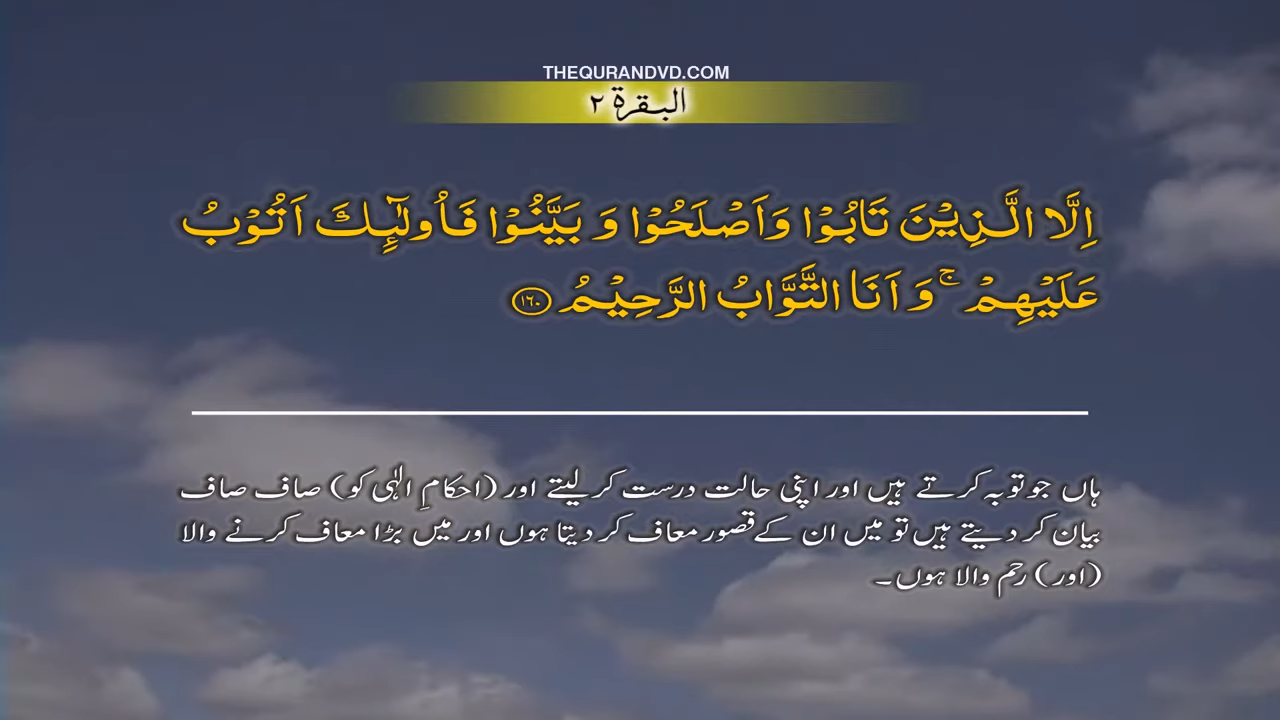 THEQURANDVD.COM
البقرة ٢
اِلَّا الَّذِیْنَ تَابُوْا وَاَصْلَحُوْا وَ بَیَّنُوْا فَاُولٰٓئِكَ اَتُوْبُ
عَلَیْهِمْ ۚ وَ اَنَا التَّوَّابُ الرَّحِیْمُ ﴿۱۶۰﴾
ہاں جو توبہ کرتے ہیں اور اپنی حالت درست کر لیتے اور (احکامِ الٰہی کو) صاف صاف
بیان کر دیتے ہیں تو میں ان کے قصور معاف کر دیتا ہوں اور میں بڑا معاف کرنے والا
(اور) رحم والا ہوں۔